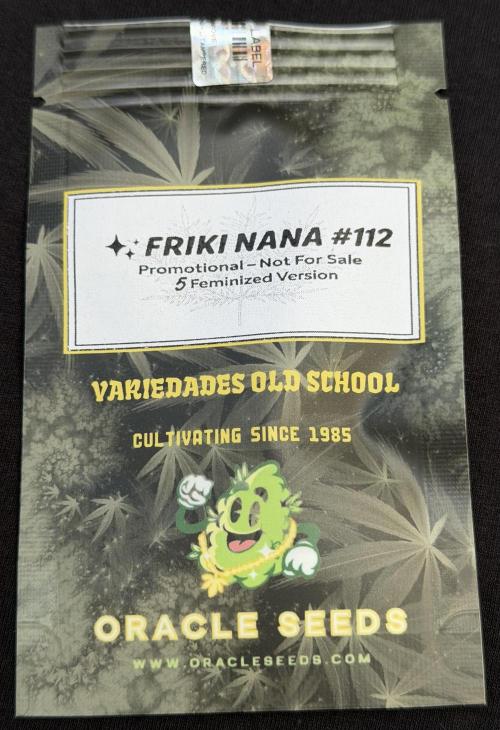 LABEL
FRIKI NANA #112
Promotional – Not For Sale
5 Feminized Version
VARIEDADES OLD SCHOOL
CULTIVATING SINCE 1985
ORACLE SEEDS
WWW.ORACLESEEDS.COM